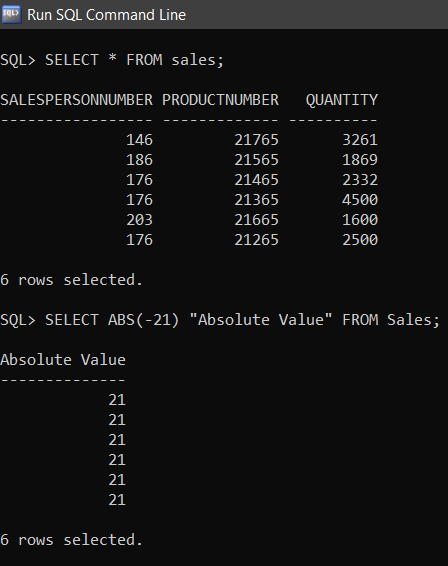 Run SQL Command Line
SQL> SELECT * FROM sales;
SALESPERSONNUMBER PRODUCTNUMBER   QUANTITY
----------------- ------------- ----------
              146         21765       3261
              186         21565       1869
              176         21465       2332
              176         21365       4500
              203         21665       1600
              176         21265       2500
6 rows selected.
SQL> SELECT ABS(-21) "Absolute Value" FROM Sales;
Absolute Value
--------------
            21
            21
            21
            21
            21
            21
6 rows selected.